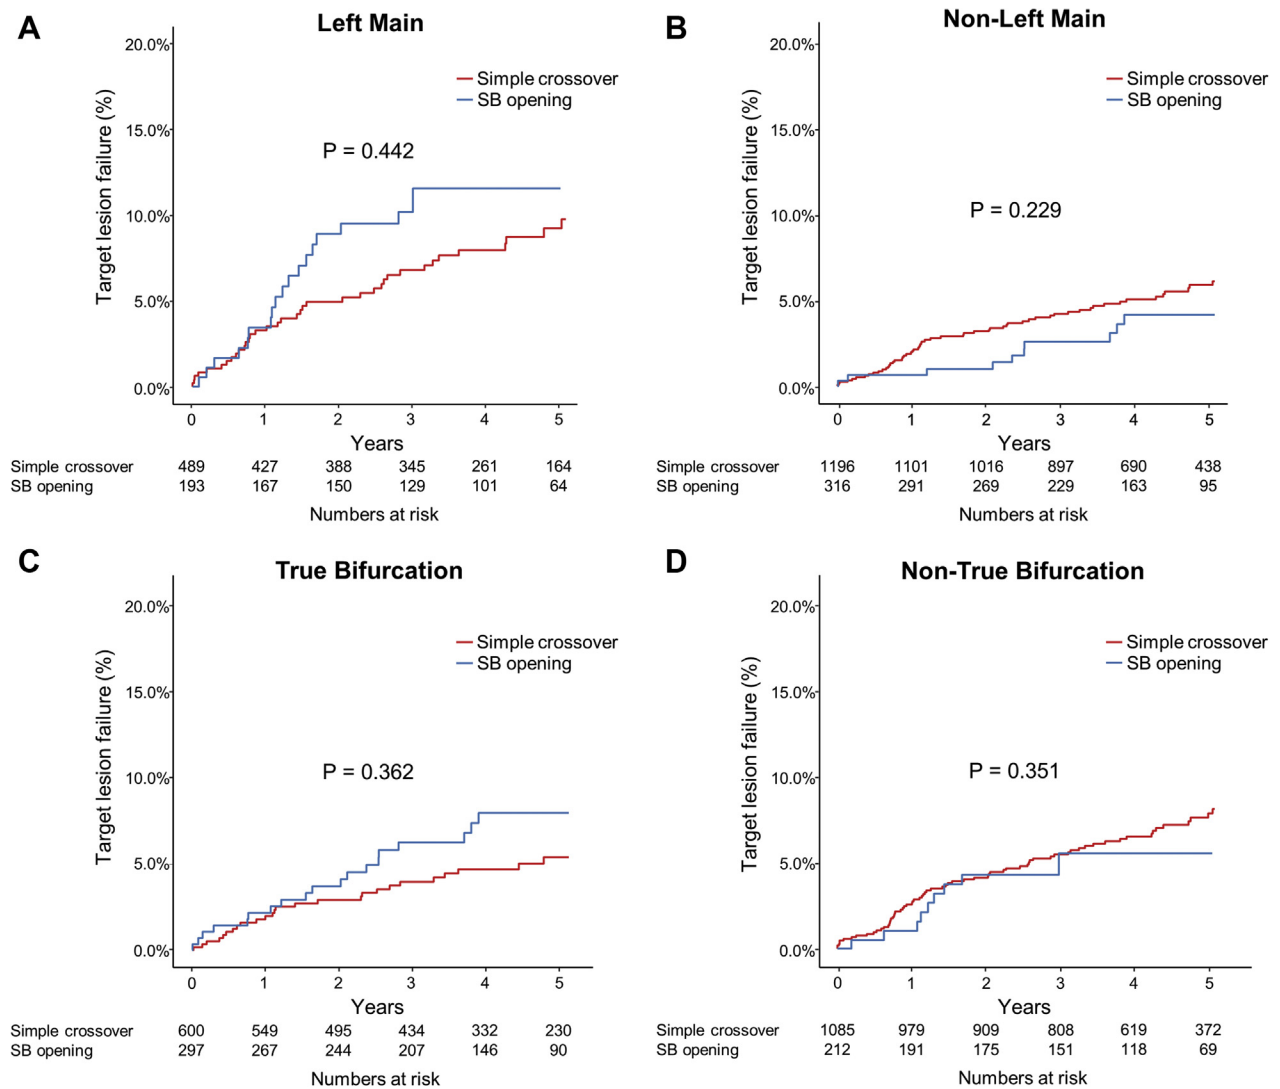 A
Left Main
Target lesion failure (%)
20.0%
15.0%
10.0%
5.0%
0.0%
Simple crossover
SB opening
P = 0.442
0 1 2 3 4 5
Years
Simple crossover 489 427 388 345 261 164
SB opening 193 167 150 129 101 64
Numbers at risk
B
Non-Left Main
Target lesion failure (%)
20.0%
15.0%
10.0%
5.0%
0.0%
Simple crossover
SB opening
P = 0.229
0 1 2 3 4 5
Years
Simple crossover 1196 1101 1016 897 690 438
SB opening 316 291 269 229 163 95
Numbers at risk
C
True Bifurcation
Target lesion failure (%)
20.0%
15.0%
10.0%
5.0%
0.0%
Simple crossover
SB opening
P = 0.362
0 1 2 3 4 5
Years
Simple crossover 600 549 495 434 332 230
SB opening 297 267 244 207 146 90
Numbers at risk
D
Non-True Bifurcation
Target lesion failure (%)
20.0%
15.0%
10.0%
5.0%
0.0%
Simple crossover
SB opening
P = 0.351
0 1 2 3 4 5
Years
Simple crossover 1085 979 909 808 619 372
SB opening 212 191 175 151 118 69
Numbers at risk